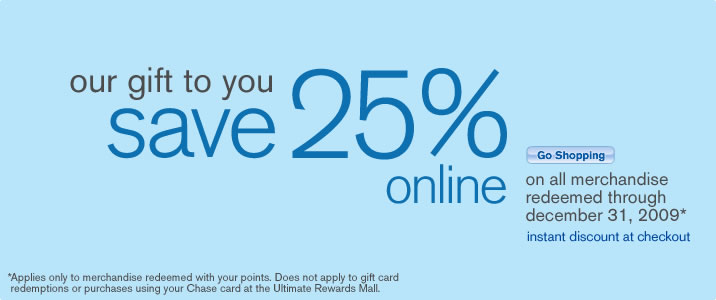 our gift to you
save 25%
online
Go Shopping
on all merchandise
redeemed through
december 31, 2009*
instant discount at checkout
*Applies only to merchandise redeemed with your points. Does not apply to gift card
redemptions or purchases using your Chase card at the Ultimate Rewards Mall.